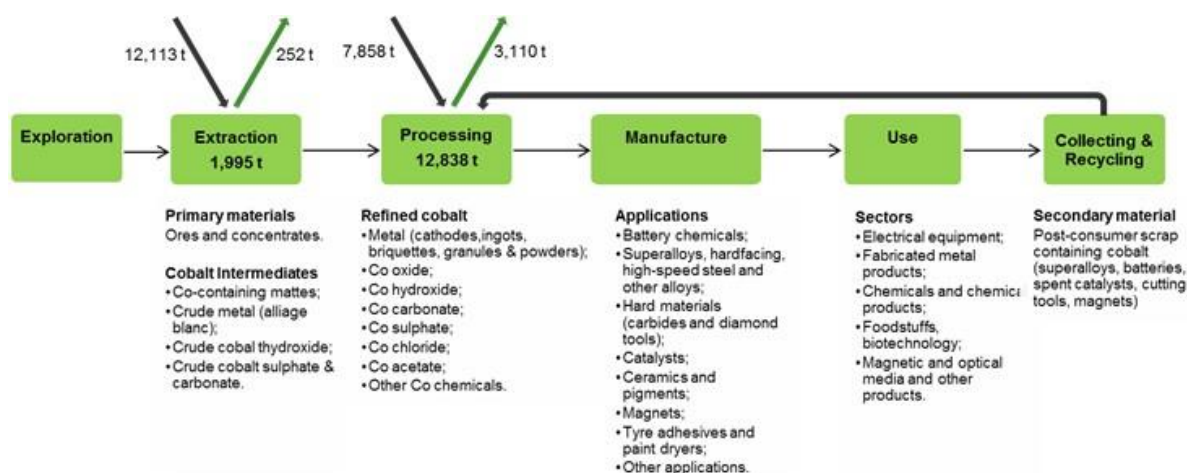 12,113 t
252 t
7,858 t
3,110 t
Exploration
Extraction
1,995 t
Processing
12,838 t
Manufacture
Use
Collecting &
Recycling
Primary materials
Ores and concentrates.
Cobalt Intermediates
•Co-containing mattes;
•Crude metal (alliage
blanc);
•Crude cobal thydroxide;
•Crude cobalt sulphate &
carbonate.
Refined cobalt
•Metal (cathodes,ingots,
briquettes, granules & powders);
•Co oxide;
•Co hydroxide;
•Co carbonate;
•Co sulphate;
•Co chloride;
•Co acetate;
•Other Co chemicals.
Applications
•Battery chemicals;
•Superalloys, hardfacing,
high-speed steel and
other alloys;
•Hard materials
(carbides and diamond
tools);
•Catalysts;
•Ceramics and
pigments;
•Magnets;
•Tyre adhesives and
paint dryers;
•Other applications.
Sectors
•Electrical equipment;
•Fabricated metal
products;
•Chemicals and chemica
products;
•Foodstuffs,
biotechnology;
•Magnetic and optical
media and other
products.
Secondary material
Post-consumer scrap
containing cobalt
(superalloys, batteries,
spent catalysts, cutting
tools, magnets)